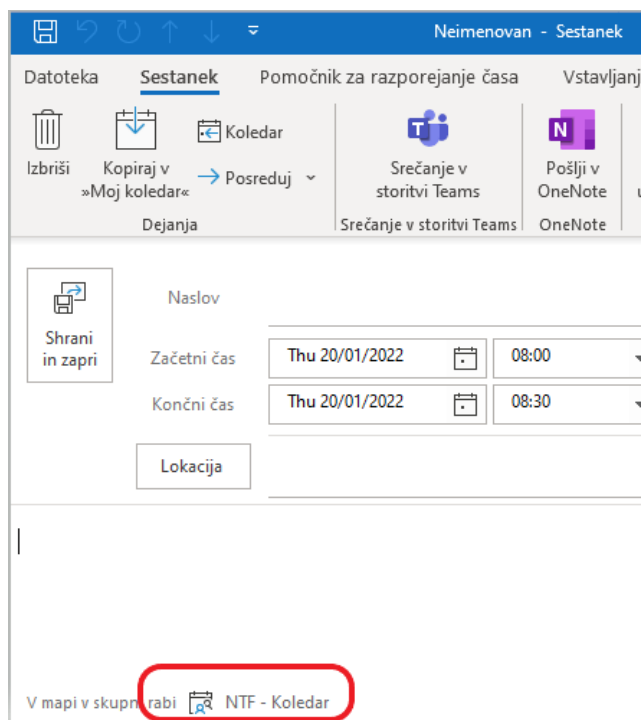 Neimenovan - Sestanek
Datoteka Sestanek Pomočnik za razporejanje časa Vstavljanj
Izbriši
Kopiraj v
»Moj koledar«
Koledar
Posreduj
Dejanja
Srečanje v
storitvi Teams
Srečanje v storitvi Teams
Pošlji v
OneNote
OneNote
Shrani
in zapri
Naslov
Začetni čas Thu 20/01/2022 08:00
Končni čas Thu 20/01/2022 08:30
Lokacija
V mapi v skupni rabi NTF - Koledar